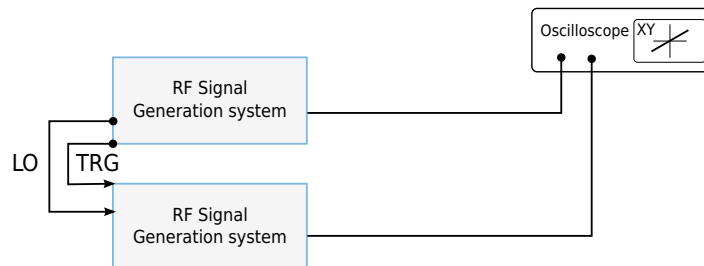 Oscilloscope
XY
RF Signal
Generation system
LO
TRG
RF Signal
Generation system